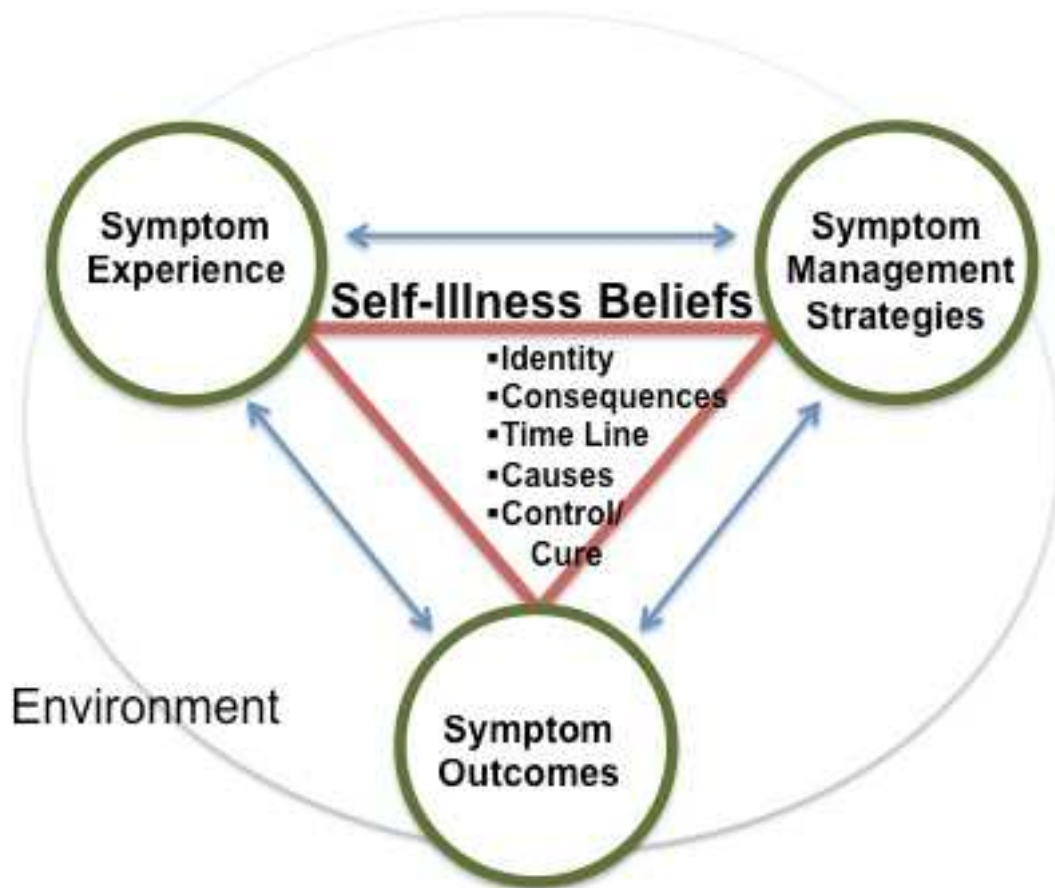 Symptom
Experience
Symptom
Management
Strategies
Self-Illness Beliefs
▪Identity
▪Consequences
▪Time Line
▪Causes
▪Control/
Cure
Environment
Symptom
Outcomes